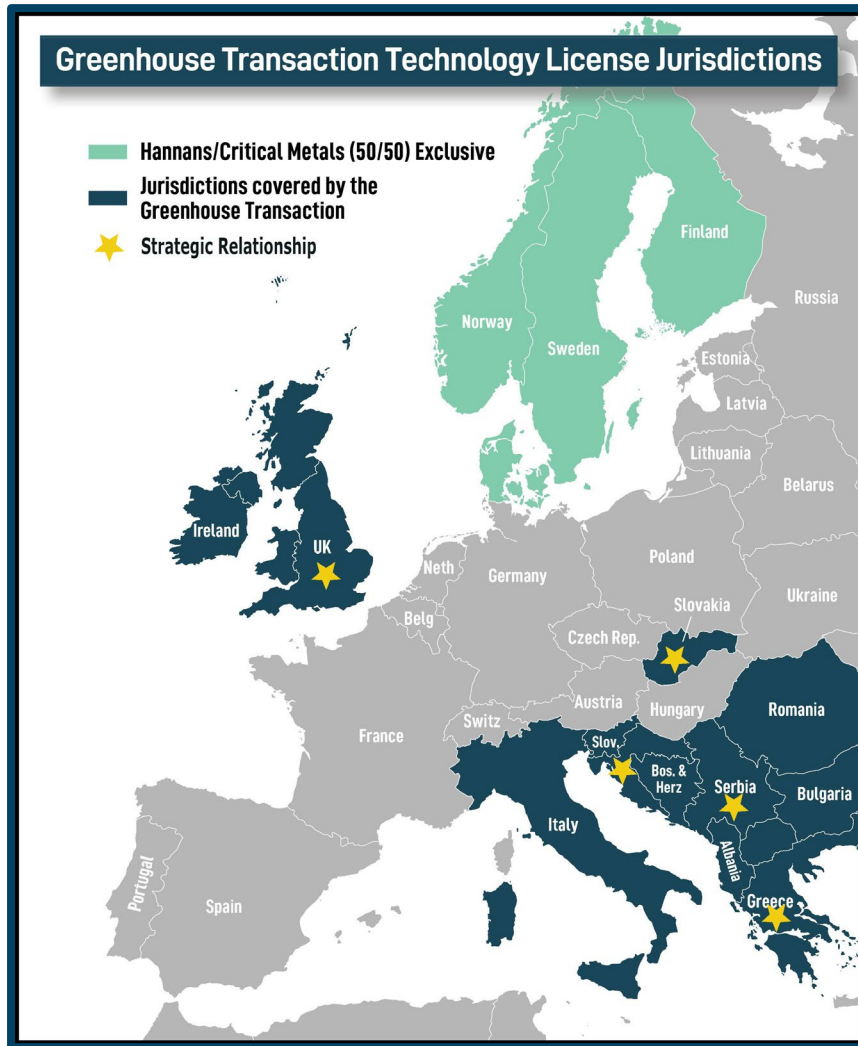 Greenhouse Transaction Technology License Jurisdictions
Hannans/Critical Metals (50/50) Exclusive
Jurisdictions covered by the
Greenhouse Transaction
Strategic Relationship
Finland
Norway
Sweden
Russia
Estonia
Latvia
Lithuania
Belarus
Ireland
UK
Neth
Germany
Poland
Belg
Slovakia
Ukraine
Czech Rep.
Austria
Hungary
Romania
France
Switz
Slov.
Bos. &
Herz
Serbia
Bulgaria
Italy
Albania
Portugal
Spain
Greece